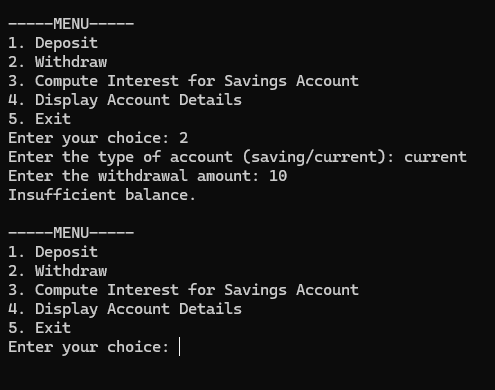 -----MENU-----
1. Deposit
2. Withdraw
3. Compute Interest for Savings Account
4. Display Account Details
5. Exit
Enter your choice: 2
Enter the type of account (saving/current): current
Enter the withdrawal amount: 10
Insufficient balance.
-----MENU-----
1. Deposit
2. Withdraw
3. Compute Interest for Savings Account
4. Display Account Details
5. Exit
Enter your choice: